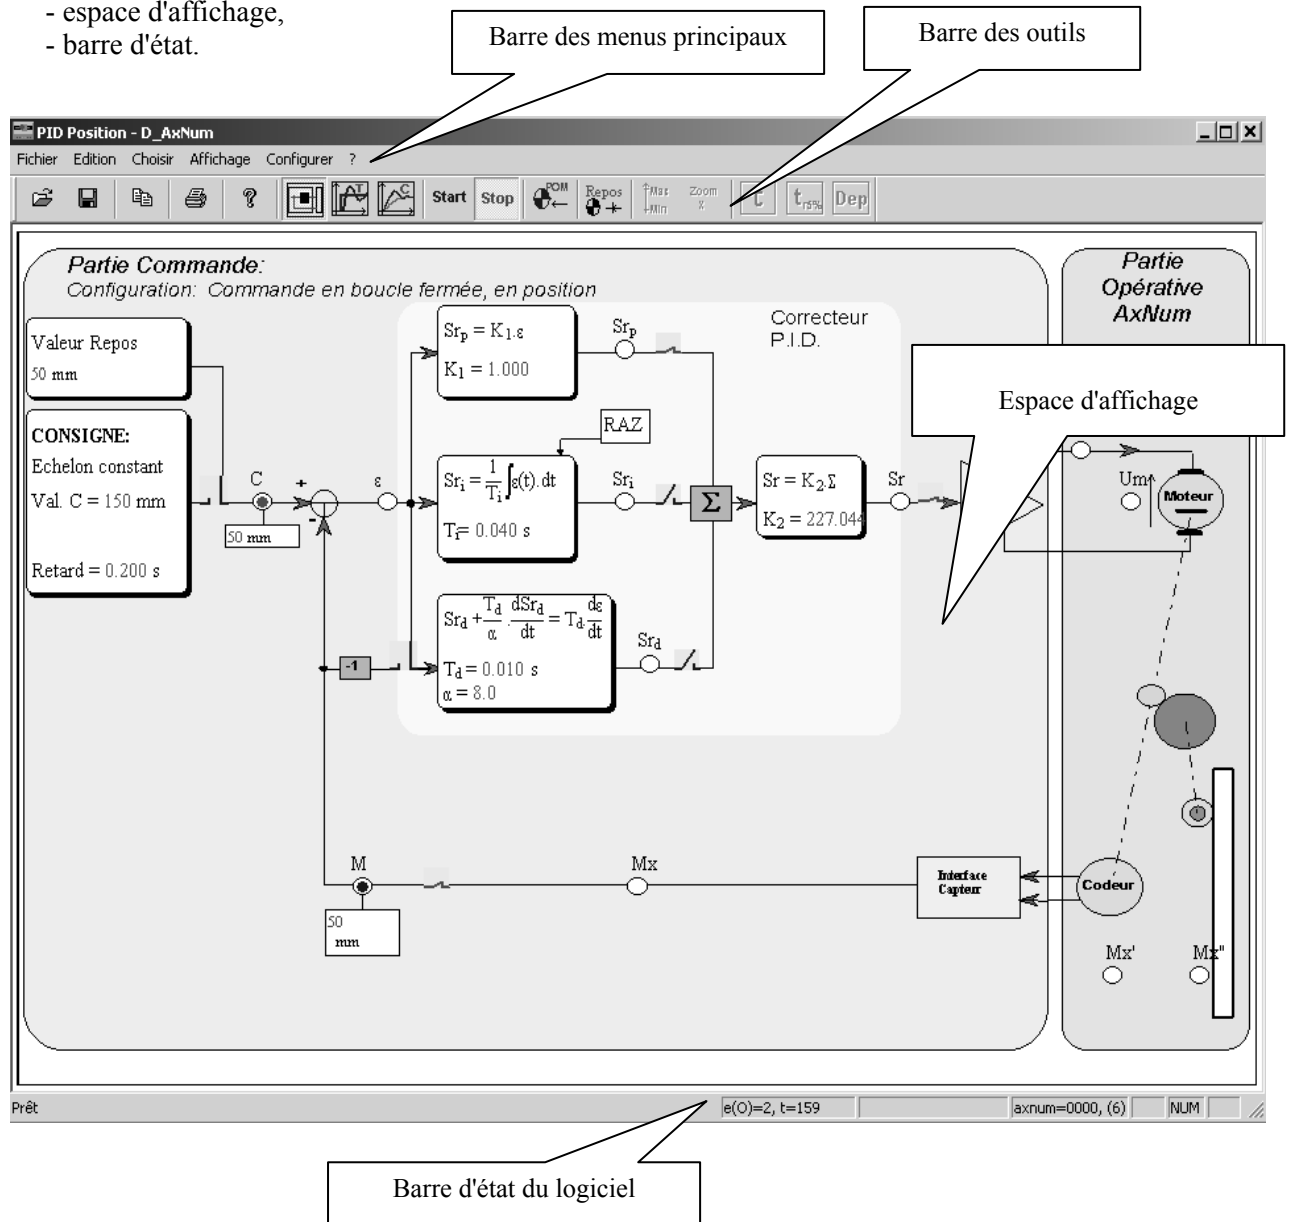 - espace d'affichage,
- barre d'état.
Barre des menus principaux
Barre des outils
PID Position - D_AxNum
Fichier Edition Choisir Affichage Configurer ?
T C Start Stop POM Repos Max Min Zoom X t tr5% Dep
Partie Commande:
Configuration: Commande en boucle fermée, en position
Partie
Opérative
AxNum
Correcteur
P.I.D.
Valeur Repos
50 mm
Srp = K1.ε
K1 = 1.000
Srp
Espace d'affichage
CONSIGNE:
Echelon constant
Val. C = 150 mm
Retard = 0.200 s
C
50 mm
+
-
ε
RAZ
Sri = 1/Ti ∫ε(t).dt
Ti= 0.040 s
Sri
Σ
Sr = K2.Σ
K2 = 227.044
Sr
Um
Moteur
Srd + Td/α . dSrd/dt = Td. dε/dt
Td = 0.010 s
α = 8.0
Srd
-1
M
50
mm
Mx
Interface
Capteur
Codeur
Mx'
Mx"
Prêt
e(O)=2, t=159
axnum=0000, (6)
NUM
Barre d'état du logiciel